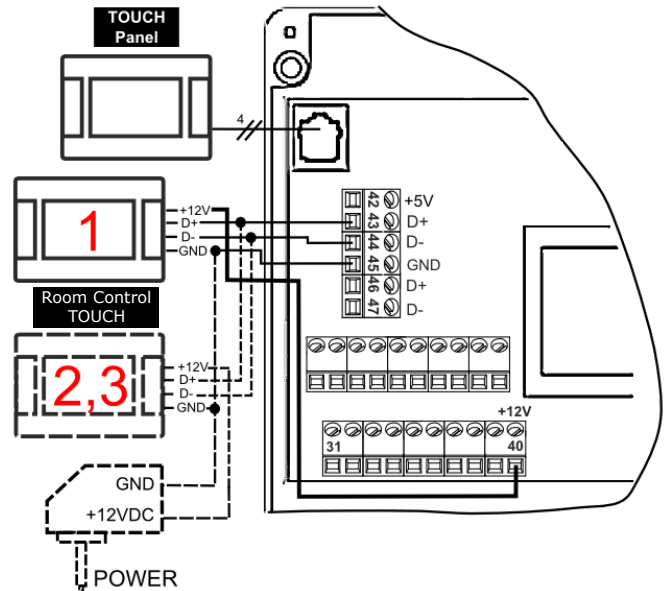 TOUCH
Panel
4
42 +5V
43 D+
44 D-
45 GND
46 D+
47 D-
1
+12V
D+
D-
GND
Room Control
TOUCH
2,3
+12V
D+
D-
GND
+12V
31 40
GND
+12VDC
POWER